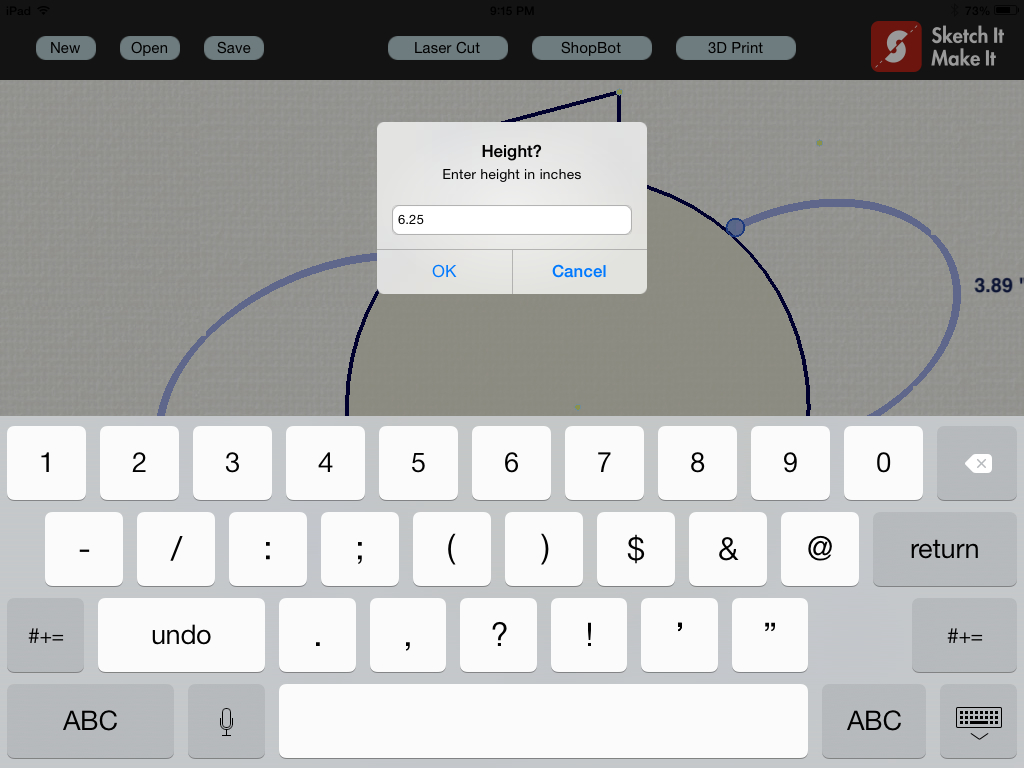 iPad 9:15 PM 73%
New Open Save Laser Cut ShopBot 3D Print Sketch It
Make It
Height?
Enter height in inches
6.25
OK Cancel
3.89 "
1 2 3 4 5 6 7 8 9 0
- / : ; ( ) $ & @ return
#+= undo . , ? ! ’ ” #+=
ABC ABC